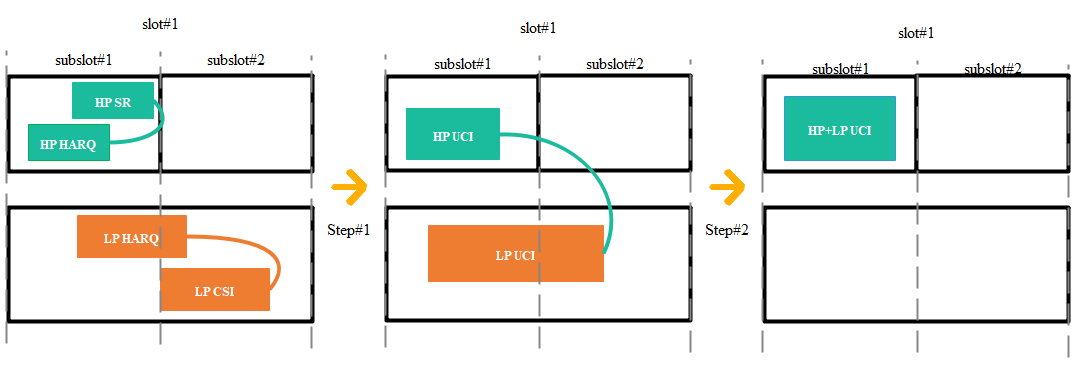 slot#1
subslot#1
subslot#2
HP SR
HP HARQ
LP HARQ
LP CSI
Step#1
slot#1
subslot#1
subslot#2
HP UCI
LP UCI
Step#2
slot#1
subslot#1
subslot#2
HP+LP UCI